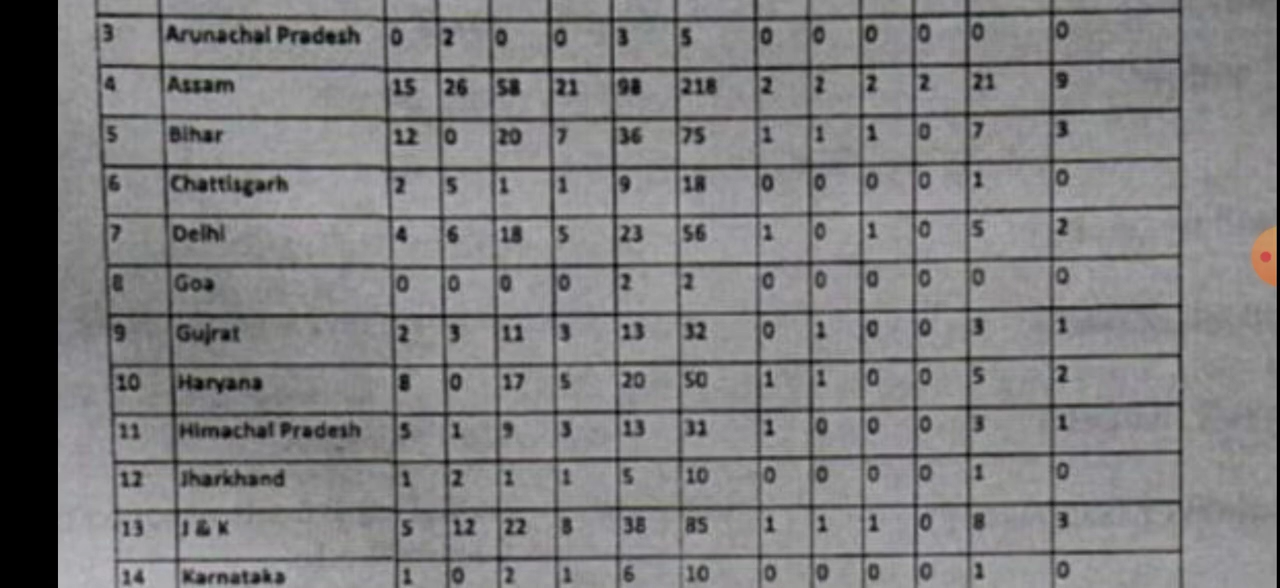 3 Arunachal Pradesh 0 2 0 0 3 5 0 0 0 0 0 0
4 Assam 15 26 58 21 98 218 2 2 2 2 21 9
5 Bihar 12 0 20 7 36 75 1 1 1 0 7 3
6 Chattisgarh 2 5 1 1 9 18 0 0 0 0 1 0
7 Delhi 4 6 18 5 23 56 1 0 1 0 5 2
8 Goa 0 0 0 0 2 2 0 0 0 0 0 0
9 Gujrat 2 3 11 3 13 32 0 1 0 0 3 1
10 Haryana 8 0 17 5 20 50 1 1 0 0 5 2
11 Himachal Pradesh 5 1 9 3 13 31 1 0 0 0 3 1
12 Jharkhand 1 2 1 1 5 10 0 0 0 0 1 0
13 J & K 5 12 22 8 38 85 1 1 1 0 8 3
14 Karnataka 1 0 2 1 6 10 0 0 0 0 1 0